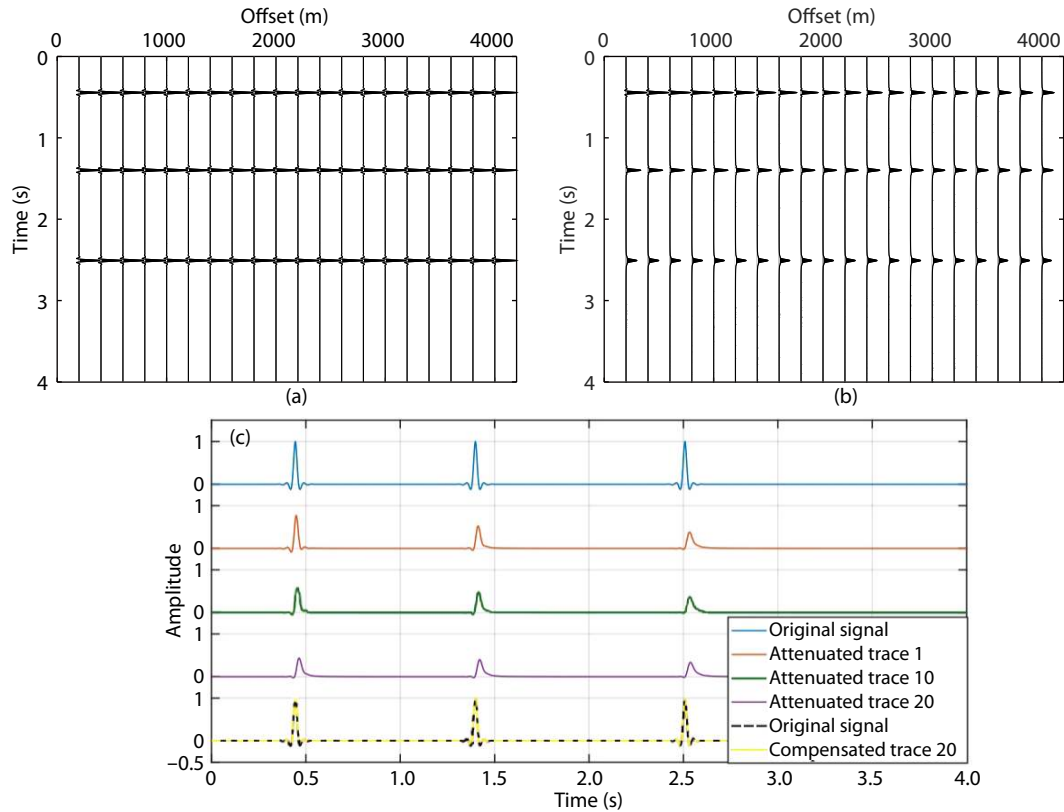 Offset (m)
0 1000 2000 3000 4000
0
1
2
3
4
Time (s)
(a)
Offset (m)
0 1000 2000 3000 4000
0
1
2
3
4
Time (s)
(b)
(c)
1
0
1
0
1
0
1
0
1
0
−0.5
Amplitude
0 0.5 1.0 1.5 2.0 2.5 3.0 3.5 4.0
Time (s)
Original signal
Attenuated trace 1
Attenuated trace 10
Attenuated trace 20
Original signal
Compensated trace 20